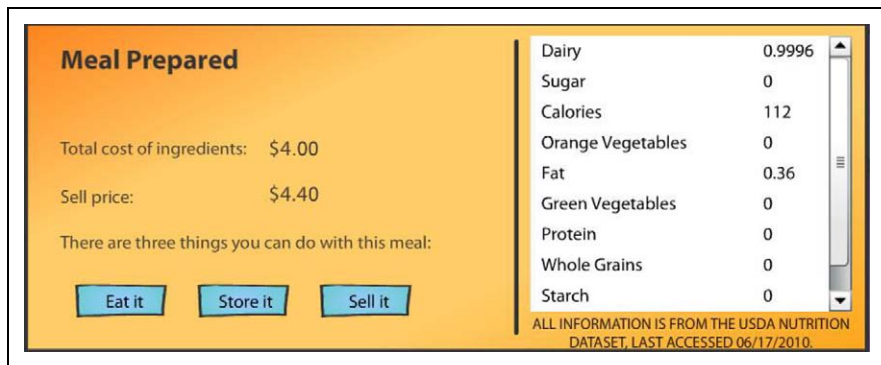 Meal Prepared
Total cost of ingredients: $4.00
Sell price: $4.40
There are three things you can do with this meal:
Eat it Store it Sell it
Dairy 0.9996
Sugar 0
Calories 112
Orange Vegetables 0
Fat 0.36
Green Vegetables 0
Protein 0
Whole Grains 0
Starch 0
ALL INFORMATION IS FROM THE USDA NUTRITION
DATASET, LAST ACCESSED 06/17/2010.